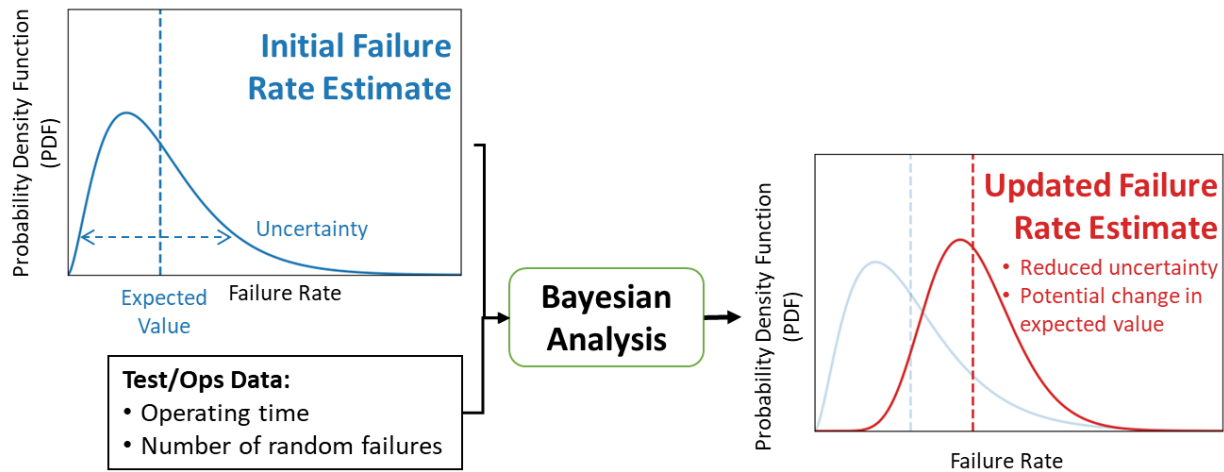 Probability Density Function
(PDF)
Initial Failure
Rate Estimate
Uncertainty
Expected
Value
Failure Rate
Test/Ops Data:
• Operating time
• Number of random failures
Bayesian
Analysis
Probability Density Function
(PDF)
Updated Failure
Rate Estimate
• Reduced uncertainty
• Potential change in
expected value
Failure Rate